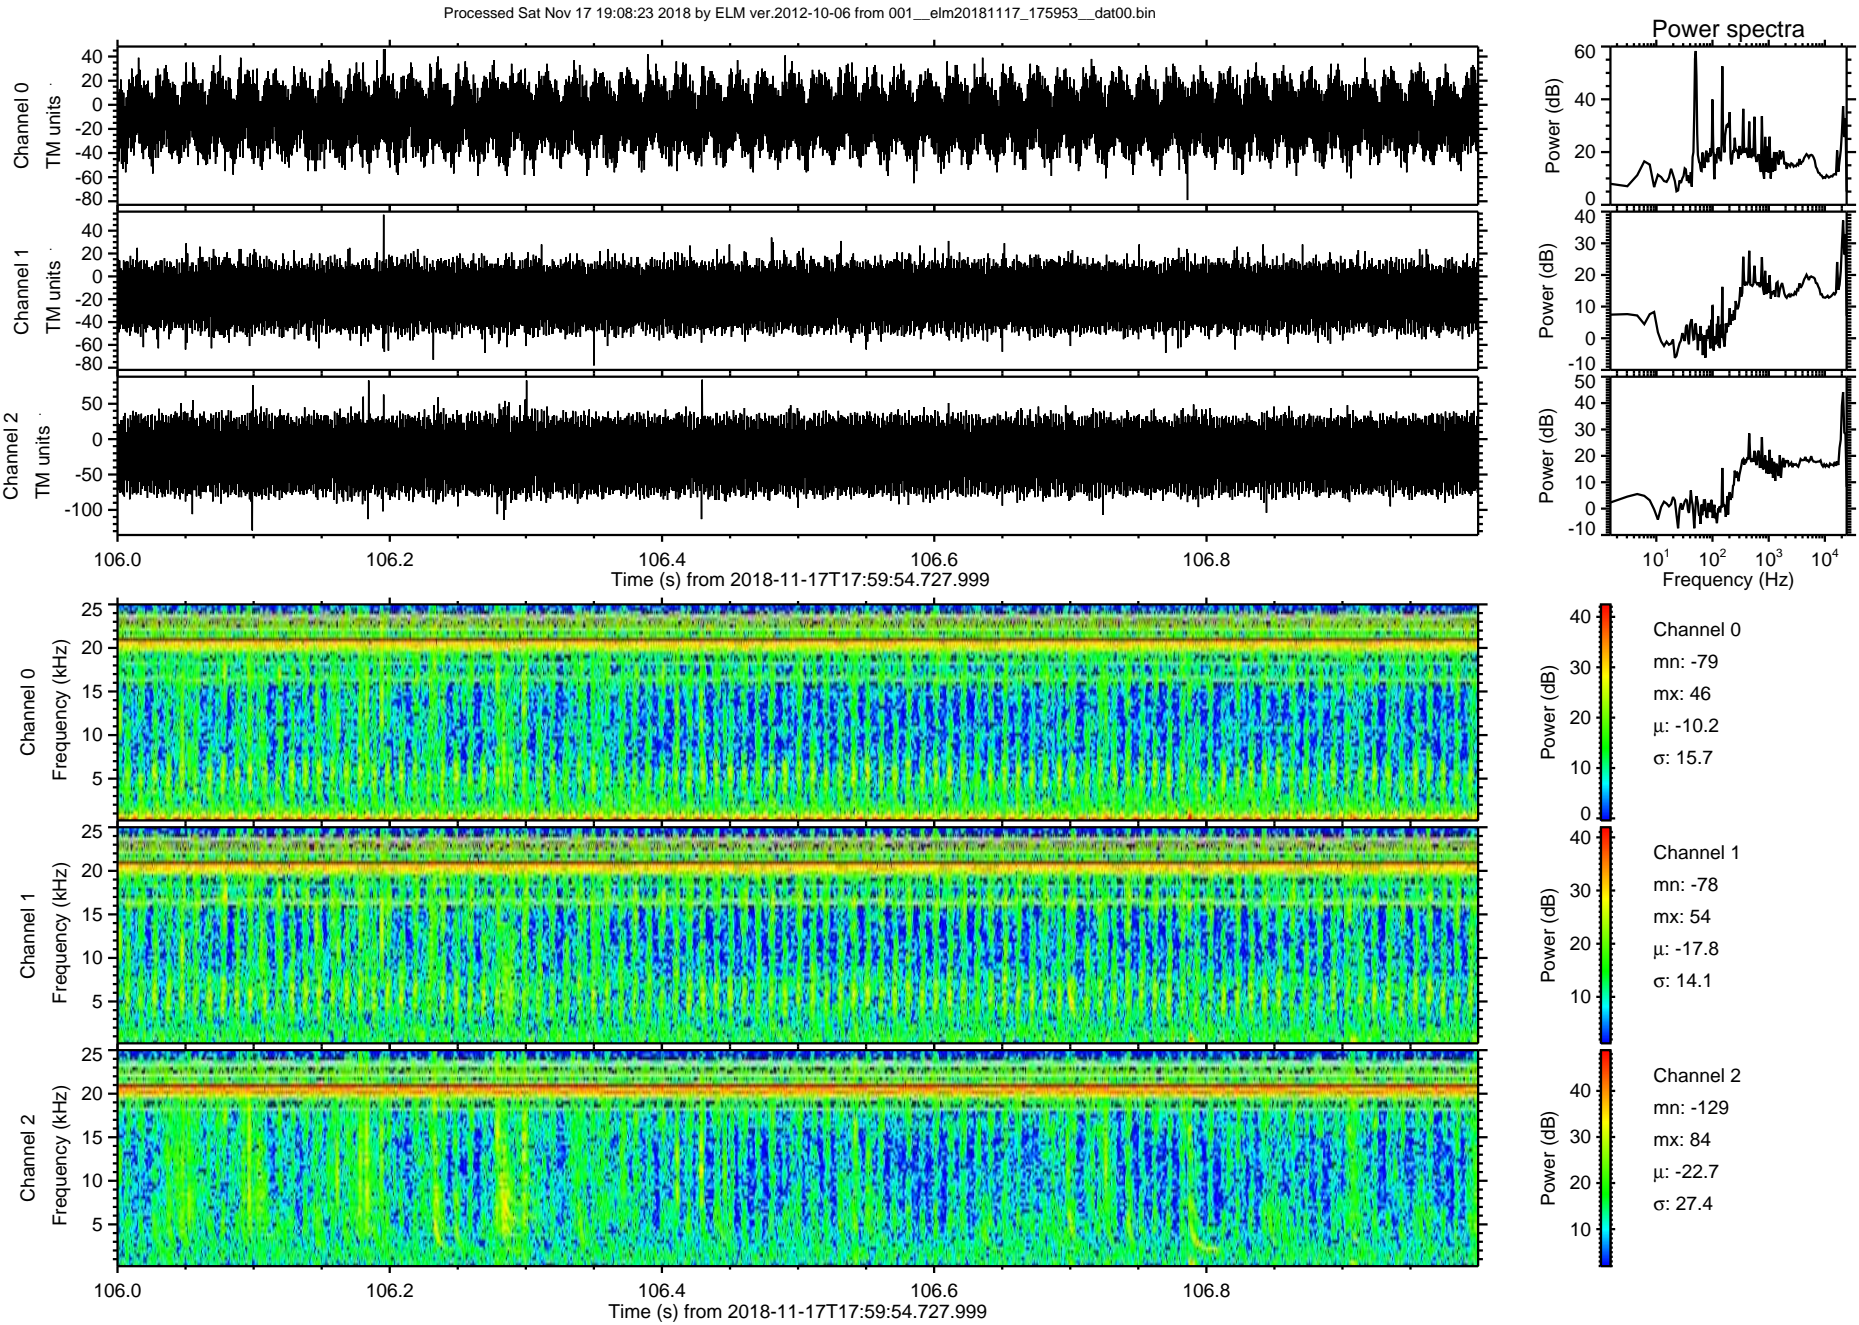 Processed Sat Nov 17 19:08:23 2018 by ELM ver.2012-10-06 from 001__elm20181117_175953__dat00.bin
Power spectra
Channel 0
TM units
40
20
0
-20
-40
-60
-80
Power (dB)
60
40
20
0
Channel 1
TM units
40
20
0
-20
-40
-60
-80
Power (dB)
40
30
20
10
0
-10
Channel 2
TM units
50
0
-50
-100
Power (dB)
50
40
30
20
10
0
-10
106.0 106.2 106.4 106.6 106.8
Time (s) from 2018-11-17T17:59:54.727.999
10¹ 10² 10³ 10⁴
Frequency (Hz)
Channel 0
Frequency (kHz)
25
20
15
10
5
Power (dB)
40
30
20
10
0
Channel 0
mn: -79
mx: 46
μ: -10.2
σ: 15.7
Channel 1
Frequency (kHz)
25
20
15
10
5
Power (dB)
40
30
20
10
Channel 1
mn: -78
mx: 54
μ: -17.8
σ: 14.1
Channel 2
Frequency (kHz)
25
20
15
10
5
Power (dB)
40
30
20
10
Channel 2
mn: -129
mx: 84
μ: -22.7
σ: 27.4
106.0 106.2 106.4 106.6 106.8
Time (s) from 2018-11-17T17:59:54.727.999